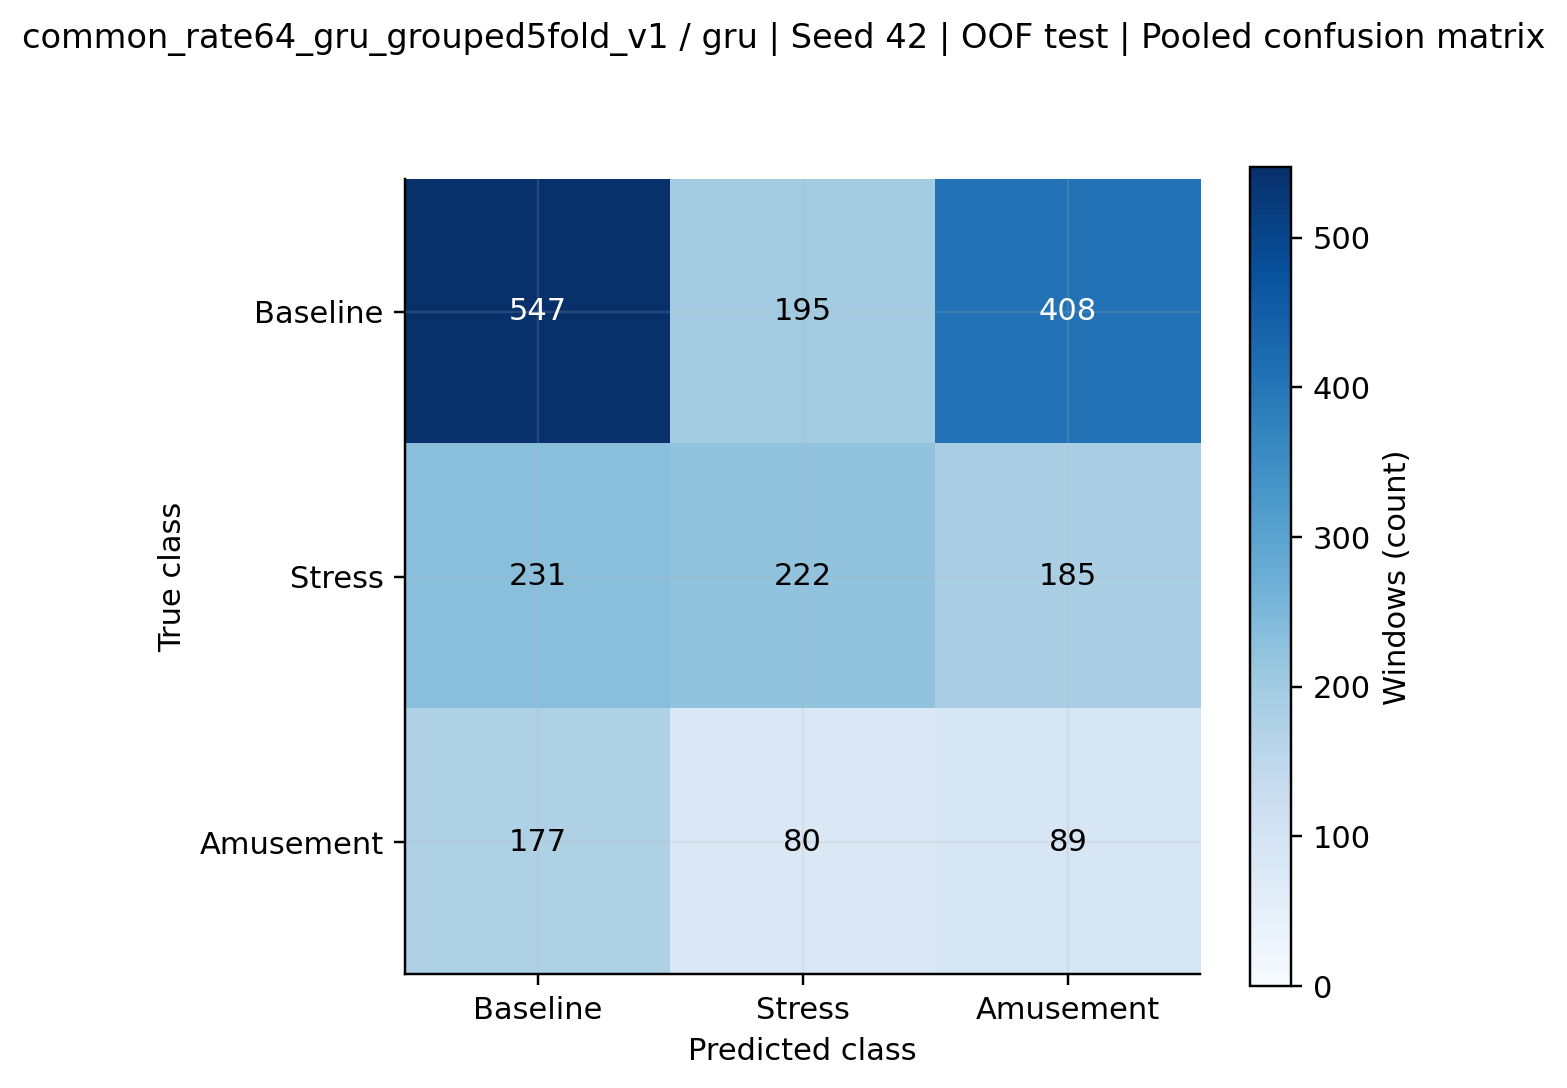 common_rate64_gru_grouped5fold_v1 / gru | Seed 42 | OOF test | Pooled confusion matrix
Baseline
547
195
408
Stress
231
222
185
Amusement
177
80
89
Baseline
Stress
Amusement
Predicted class
True class
500
400
300
200
100
0
Windows (count)